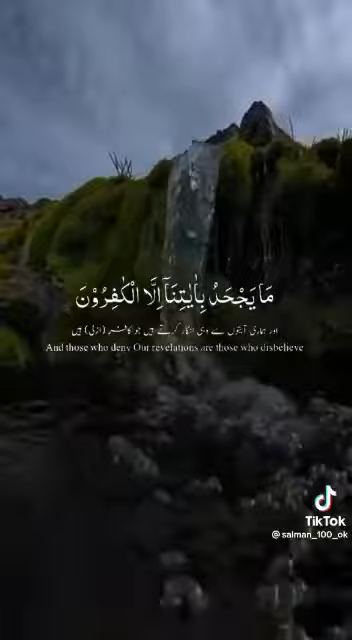 مَا يَجْحَدُ بِاٰيٰتِنَاۤ اِلَّا الْكٰفِرُوْنَ
اور ہماری آیتوں سے وہی انکار کرتے ہیں جو کافر (ازلی) ہیں
And those who deny Our revelations are those who disbelieve
TikTok
@salman_100_ok